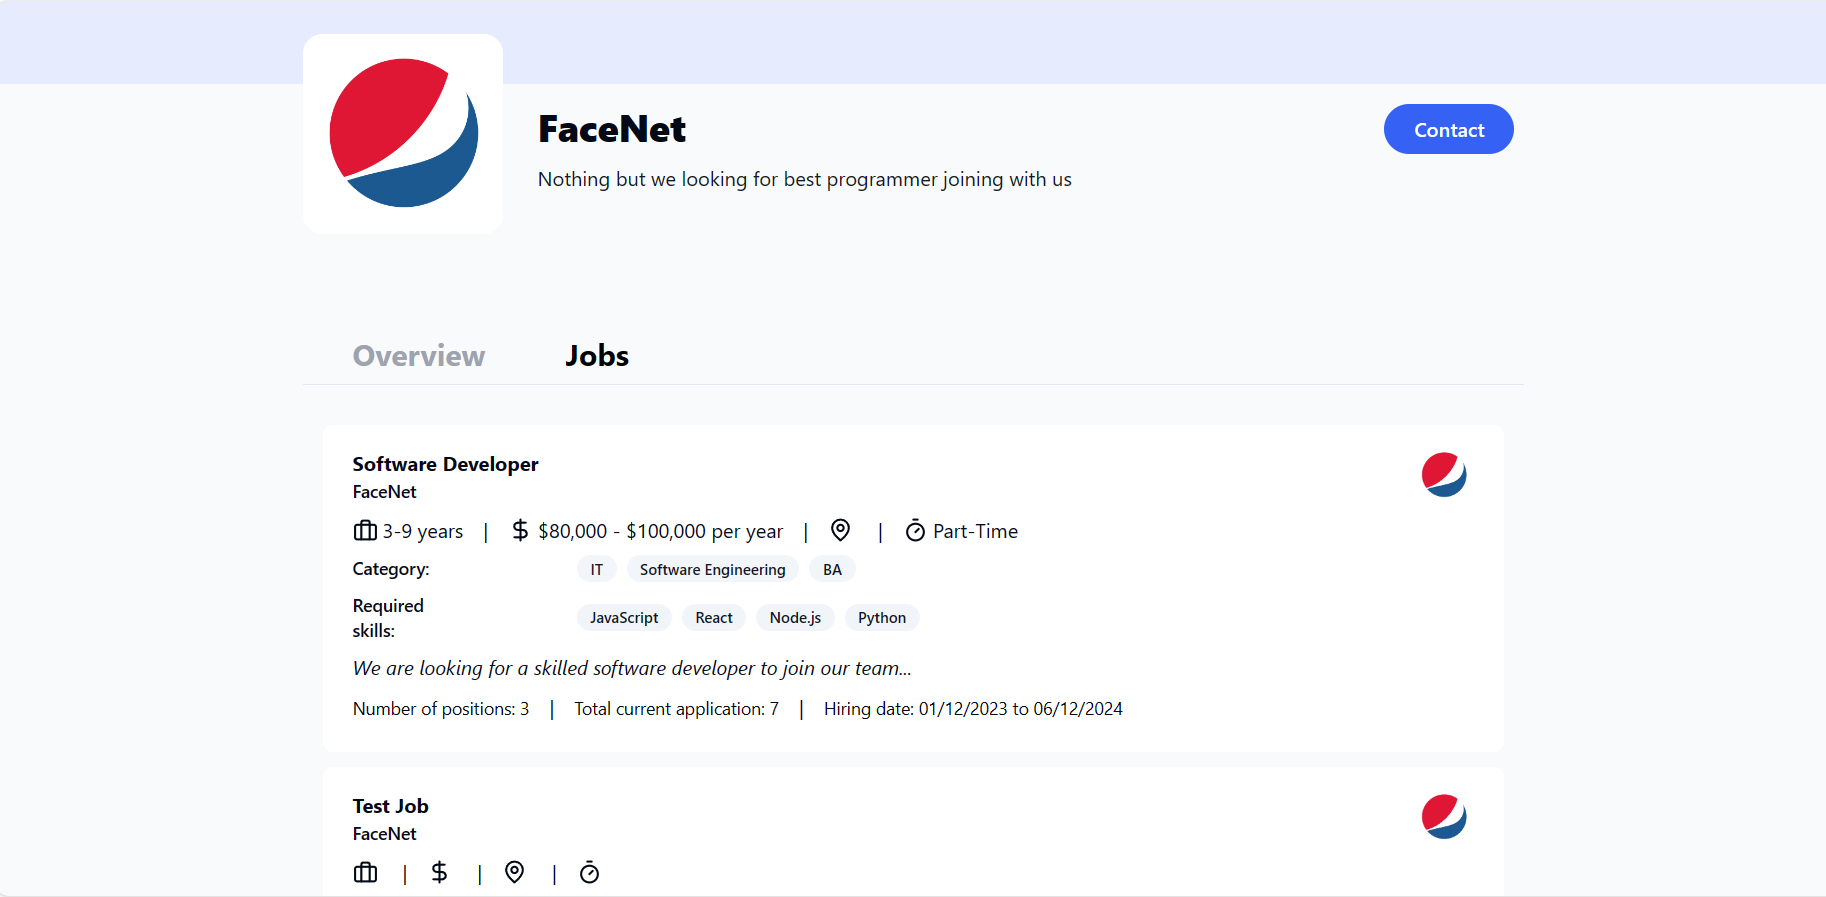 FaceNet
Contact
Nothing but we looking for best programmer joining with us
Overview Jobs
Software Developer
FaceNet
3-9 years | $ $80,000 - $100,000 per year | | Part-Time
Category: IT Software Engineering BA
Required skills: JavaScript React Node.js Python
We are looking for a skilled software developer to join our team...
Number of positions: 3 | Total current application: 7 | Hiring date: 01/12/2023 to 06/12/2024
Test Job
FaceNet
| $ | |